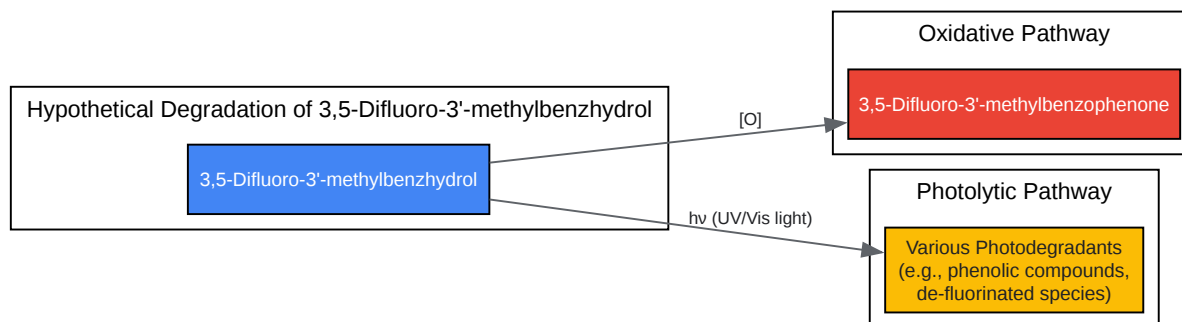 Hypothetical Degradation of 3,5-Difluoro-3'-methylbenzhydrol
3,5-Difluoro-3'-methylbenzhydrol
[O]
hν (UV/Vis light)
Oxidative Pathway
3,5-Difluoro-3'-methylbenzophenone
Photolytic Pathway
Various Photodegradants
(e.g., phenolic compounds,
de-fluorinated species)